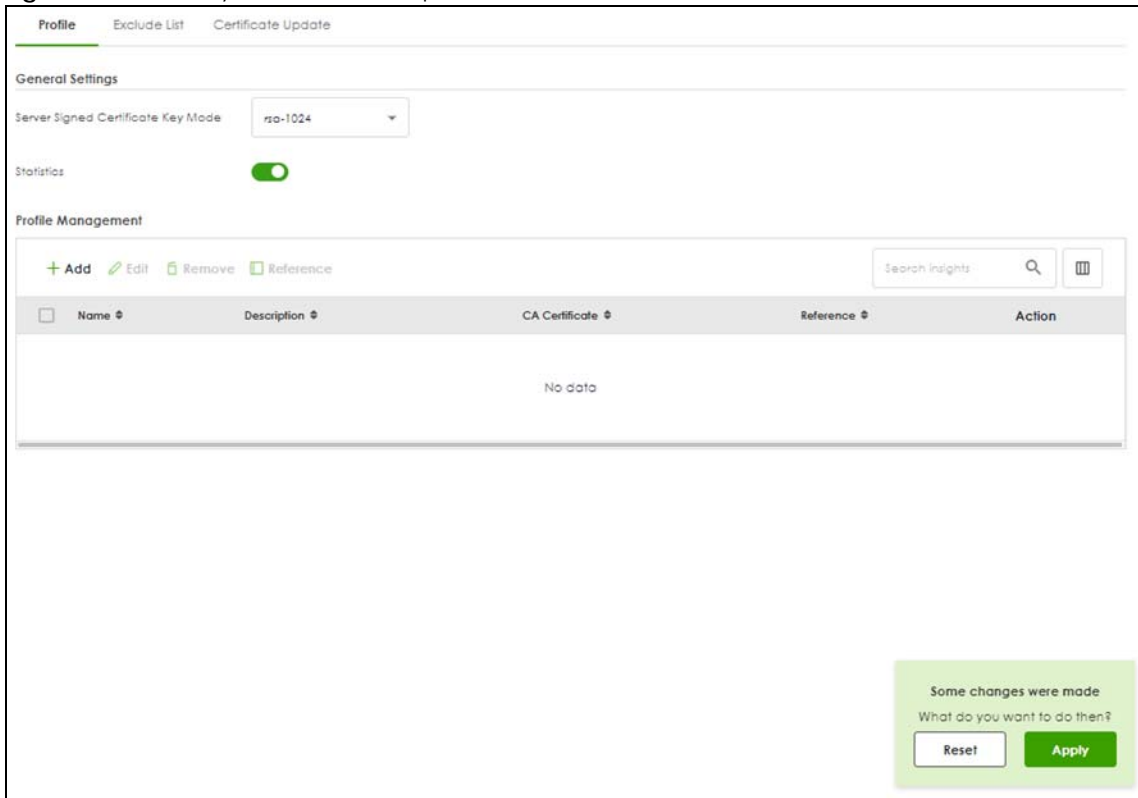 Profile Exclude List Certificate Update
General Settings
Server Signed Certificate Key Mode rsa-1024
Statistics
Profile Management
+ Add Edit Remove Reference Search insights
Name Description CA Certificate Reference Action
No data
Some changes were made
What do you want to do then?
Reset Apply